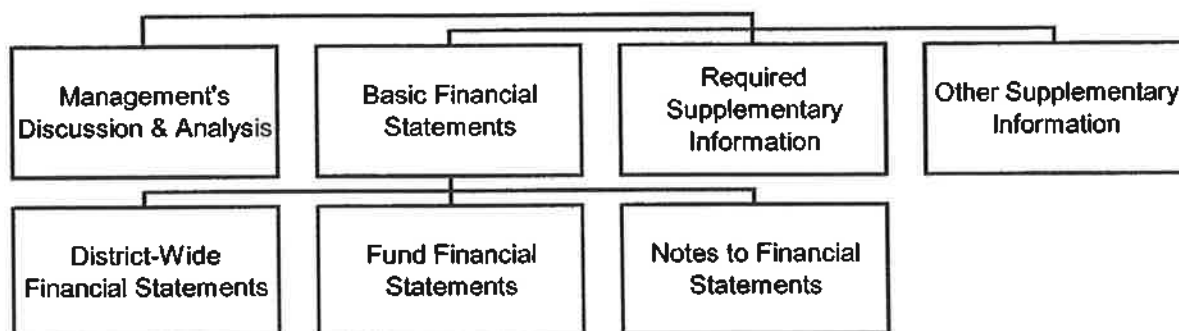 Management's
Discussion & Analysis
Basic Financial
Statements
Required
Supplementary
Information
Other Supplementary
Information
District-Wide
Financial Statements
Fund Financial
Statements
Notes to Financial
Statements